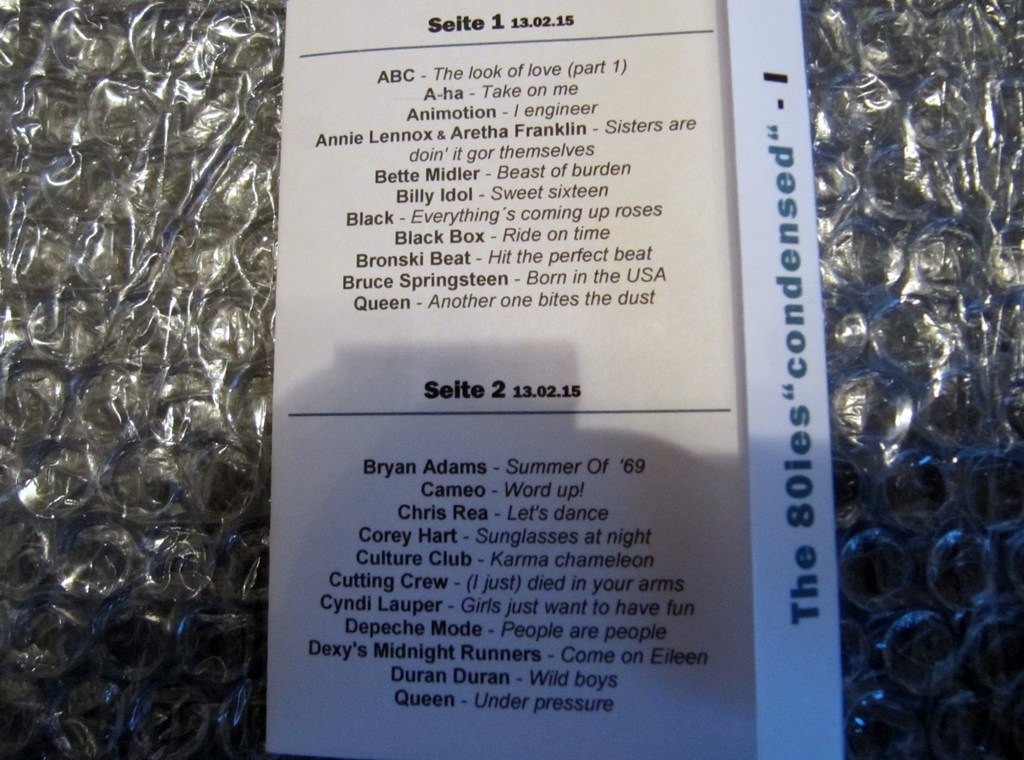 Seite 1 13.02.15
ABC - The look of love (part 1)
A-ha - Take on me
Animotion - I engineer
Annie Lennox & Aretha Franklin - Sisters are
doin' it gor themselves
Bette Midler - Beast of burden
Billy Idol - Sweet sixteen
Black - Everything´s coming up roses
Black Box - Ride on time
Bronski Beat - Hit the perfect beat
Bruce Springsteen - Born in the USA
Queen - Another one bites the dust
Seite 2 13.02.15
Bryan Adams - Summer Of '69
Cameo - Word up!
Chris Rea - Let's dance
Corey Hart - Sunglasses at night
Culture Club - Karma chameleon
Cutting Crew - (I just) died in your arms
Cyndi Lauper - Girls just want to have fun
Depeche Mode - People are people
Dexy's Midnight Runners - Come on Eileen
Duran Duran - Wild boys
Queen - Under pressure
The 80ies“condensed“ - I